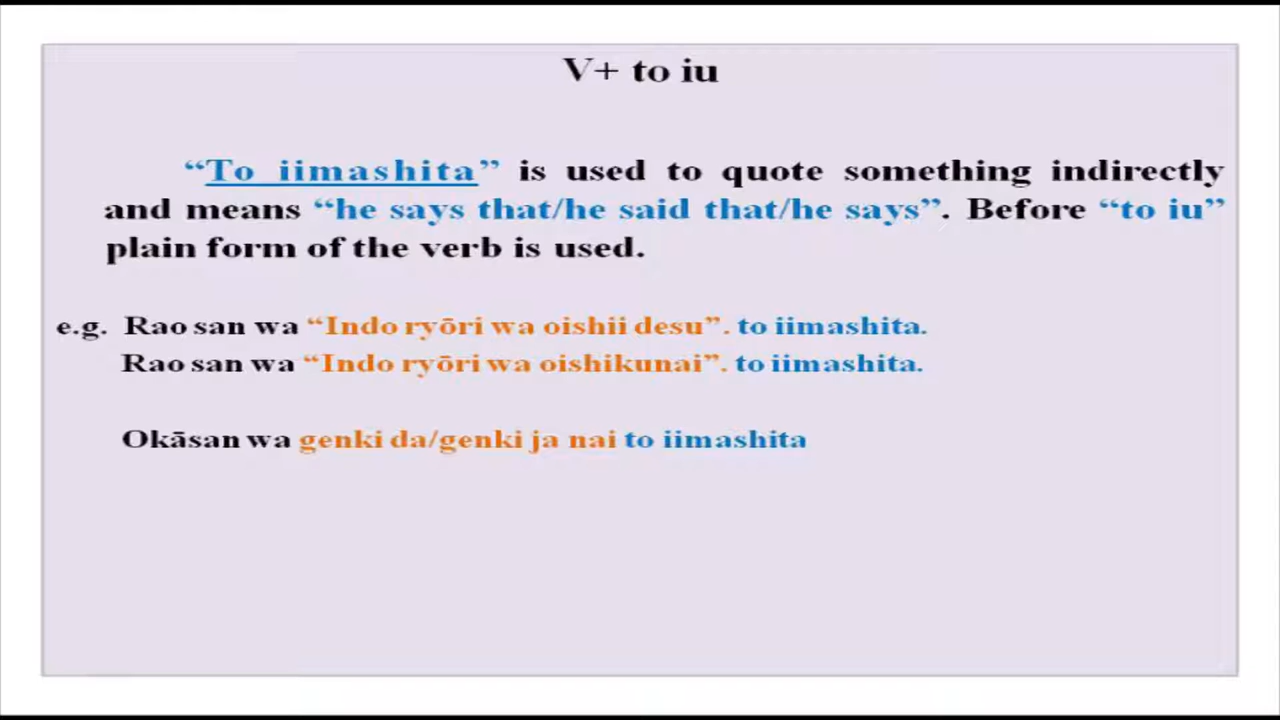 V+ to iu
“To iimashita” is used to quote something indirectly
and means “he says that/he said that/he says”. Before “to iu”
plain form of the verb is used.
e.g. Rao san wa “Indo ryōri wa oishii desu”. to iimashita.
Rao san wa “Indo ryōri wa oishikunai”. to iimashita.
Okāsan wa genki da/genki ja nai to iimashita